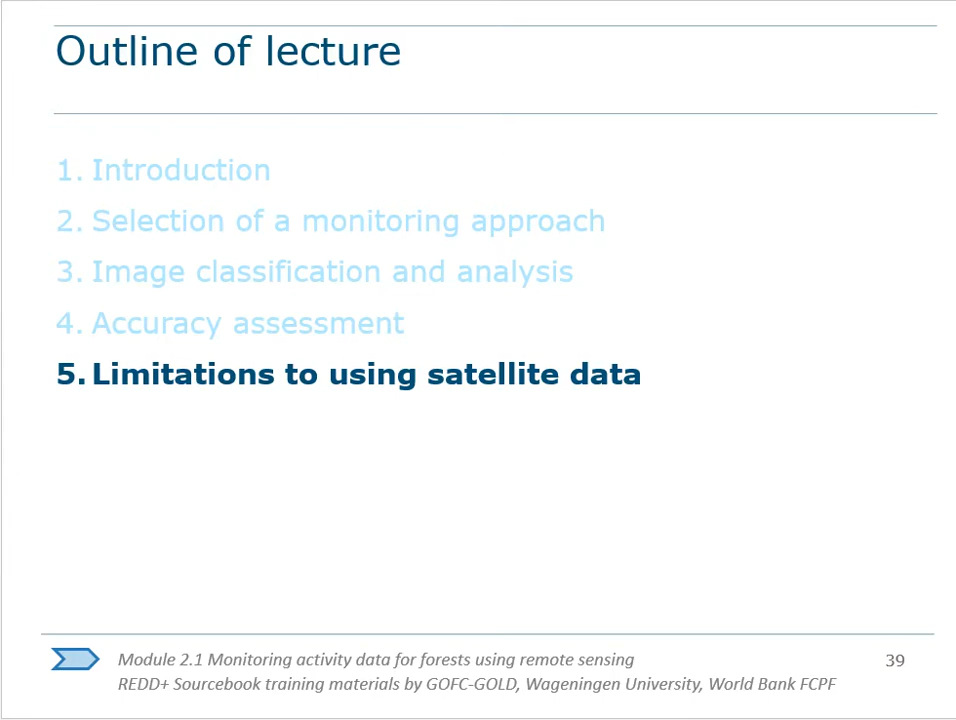 Outline of lecture
1. Introduction
2. Selection of a monitoring approach
3. Image classification and analysis
4. Accuracy assessment
5. Limitations to using satellite data
Module 2.1 Monitoring activity data for forests using remote sensing
REDD+ Sourcebook training materials by GOFC-GOLD, Wageningen University, World Bank FCPF
39